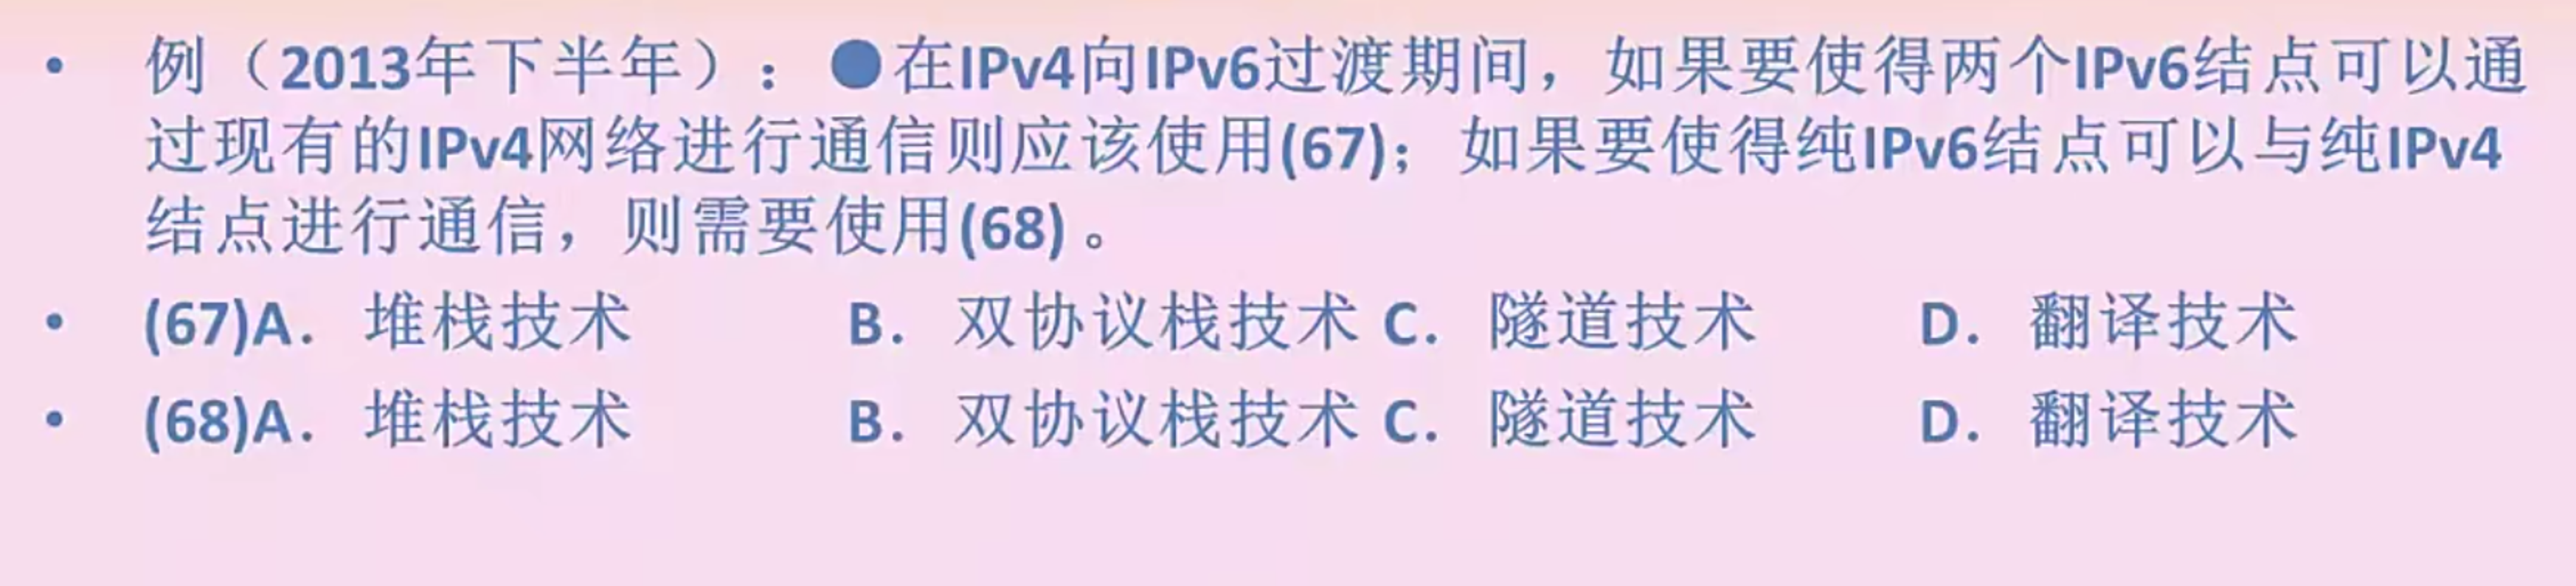 • 例（2013年下半年）：●在IPv4向IPv6过渡期间，如果要使得两个IPv6结点可以通
过现有的IPv4网络进行通信则应该使用(67)；如果要使得纯IPv6结点可以与纯IPv4
结点进行通信，则需要使用(68) 。
• (67)A．堆栈技术 B．双协议栈技术 C．隧道技术 D．翻译技术
• (68)A．堆栈技术 B．双协议栈技术 C．隧道技术 D．翻译技术